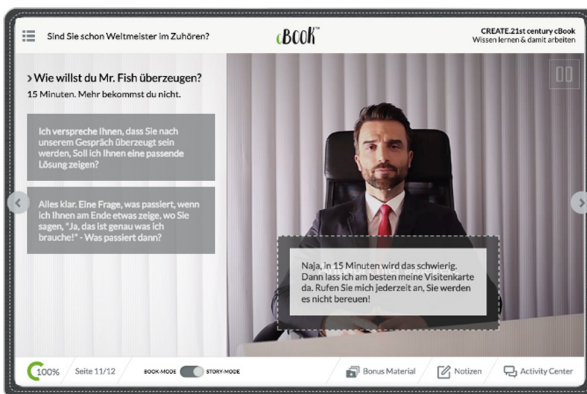 Sind Sie schon Weltmeister im Zuhören?
cBOOK™
CREATE.21st century cBook
Wissen lernen & damit arbeiten
> Wie willst du Mr. Fish überzeugen?
15 Minuten. Mehr bekommst du nicht.
Ich verspreche Ihnen, dass Sie nach
unserem Gespräch überzeugt sein
werden, Soll ich Ihnen eine passende
Lösung zeigen?
Alles klar. Eine Frage, was passiert, wenn
ich Ihnen am Ende etwas zeige, wo Sie
sagen, "Ja, das ist genau was ich
brauche!" - Was passiert dann?
Naja, in 15 Minuten wird das schwierig.
Dann lass ich am besten meine Visitenkarte
da. Rufen Sie mich jederzeit an, Sie werden
es nicht bereuen!
100%
Seite 11/12
BOOK-MODE
STORY-MODE
Bonus Material
Notizen
Activity Center